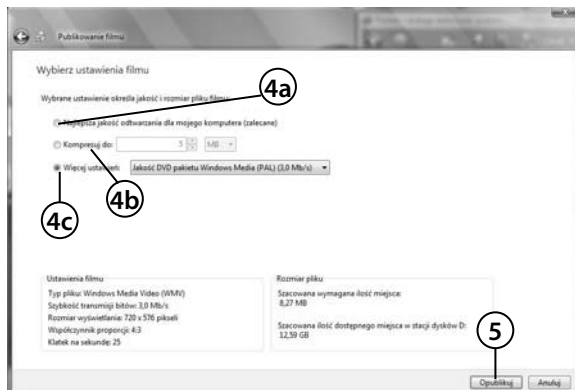 Publikowanie filmu
Wybierz ustawienia filmu
Wybrane ustawienie określa jakość i rozmiar pliku filmu:
4a
Najlepsza jakość odtwarzania dla mojego komputera (zalecane)
Kompresuj do: 3 MB
4b
Więcej ustawień: Jakość DVD pakietu Windows Media (PAL) (3,0 Mb/s)
4c
Ustawienia filmu
Typ pliku: Windows Media Video (WMV)
Szybkość transmisji bitów: 3,0 Mb/s
Rozmiar wyświetlania: 720 x 576 pikseli
Współczynnik proporcji: 4:3
Klatek na sekundę: 25
Rozmiar pliku
Szacowana wymagana ilość miejsca:
8,27 MB
Szacowana ilość dostępnego miejsca w stacji dysków D:
12,59 GB
5
Opublikuj Anuluj